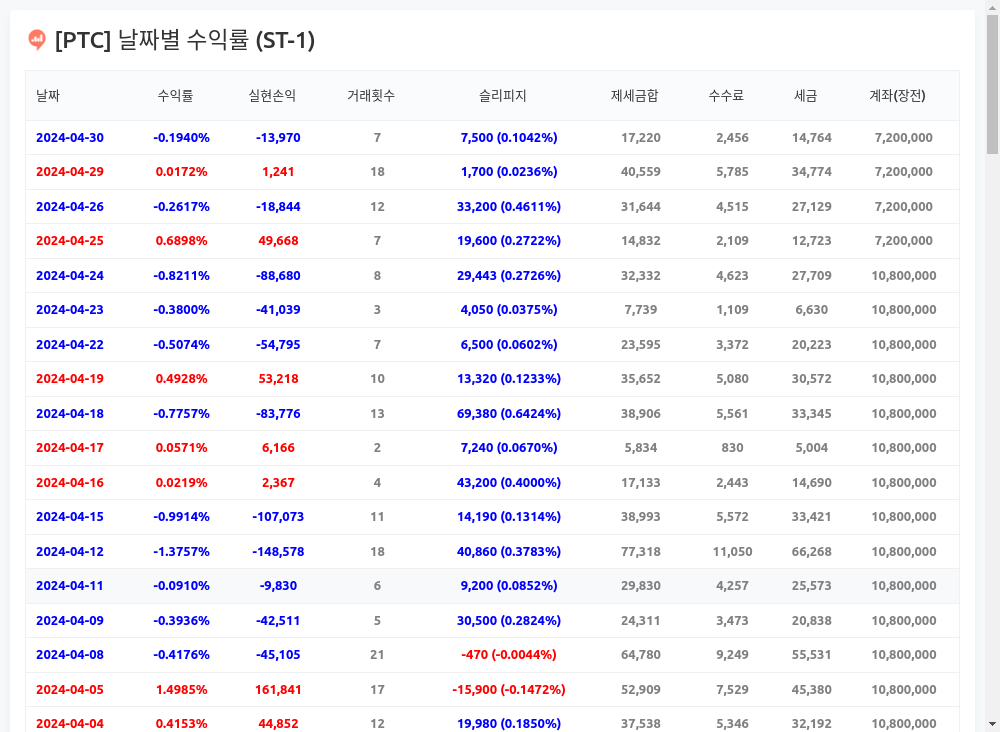 [PTC] 날짜별 수익률 (ST-1)
날짜 수익률 실현손익 거래횟수 슬리피지 제세금합 수수료 세금 계좌(장전)
2024-04-30 -0.1940% -13,970 7 7,500 (0.1042%) 17,220 2,456 14,764 7,200,000
2024-04-29 0.0172% 1,241 18 1,700 (0.0236%) 40,559 5,785 34,774 7,200,000
2024-04-26 -0.2617% -18,844 12 33,200 (0.4611%) 31,644 4,515 27,129 7,200,000
2024-04-25 0.6898% 49,668 7 19,600 (0.2722%) 14,832 2,109 12,723 7,200,000
2024-04-24 -0.8211% -88,680 8 29,443 (0.2726%) 32,332 4,623 27,709 10,800,000
2024-04-23 -0.3800% -41,039 3 4,050 (0.0375%) 7,739 1,109 6,630 10,800,000
2024-04-22 -0.5074% -54,795 7 6,500 (0.0602%) 23,595 3,372 20,223 10,800,000
2024-04-19 0.4928% 53,218 10 13,320 (0.1233%) 35,652 5,080 30,572 10,800,000
2024-04-18 -0.7757% -83,776 13 69,380 (0.6424%) 38,906 5,561 33,345 10,800,000
2024-04-17 0.0571% 6,166 2 7,240 (0.0670%) 5,834 830 5,004 10,800,000
2024-04-16 0.0219% 2,367 4 43,200 (0.4000%) 17,133 2,443 14,690 10,800,000
2024-04-15 -0.9914% -107,073 11 14,190 (0.1314%) 38,993 5,572 33,421 10,800,000
2024-04-12 -1.3757% -148,578 18 40,860 (0.3783%) 77,318 11,050 66,268 10,800,000
2024-04-11 -0.0910% -9,830 6 9,200 (0.0852%) 29,830 4,257 25,573 10,800,000
2024-04-09 -0.3936% -42,511 5 30,500 (0.2824%) 24,311 3,473 20,838 10,800,000
2024-04-08 -0.4176% -45,105 21 -470 (-0.0044%) 64,780 9,249 55,531 10,800,000
2024-04-05 1.4985% 161,841 17 -15,900 (-0.1472%) 52,909 7,529 45,380 10,800,000
2024-04-04 0.4153% 44,852 12 19,980 (0.1850%) 37,538 5,346 32,192 10,800,000